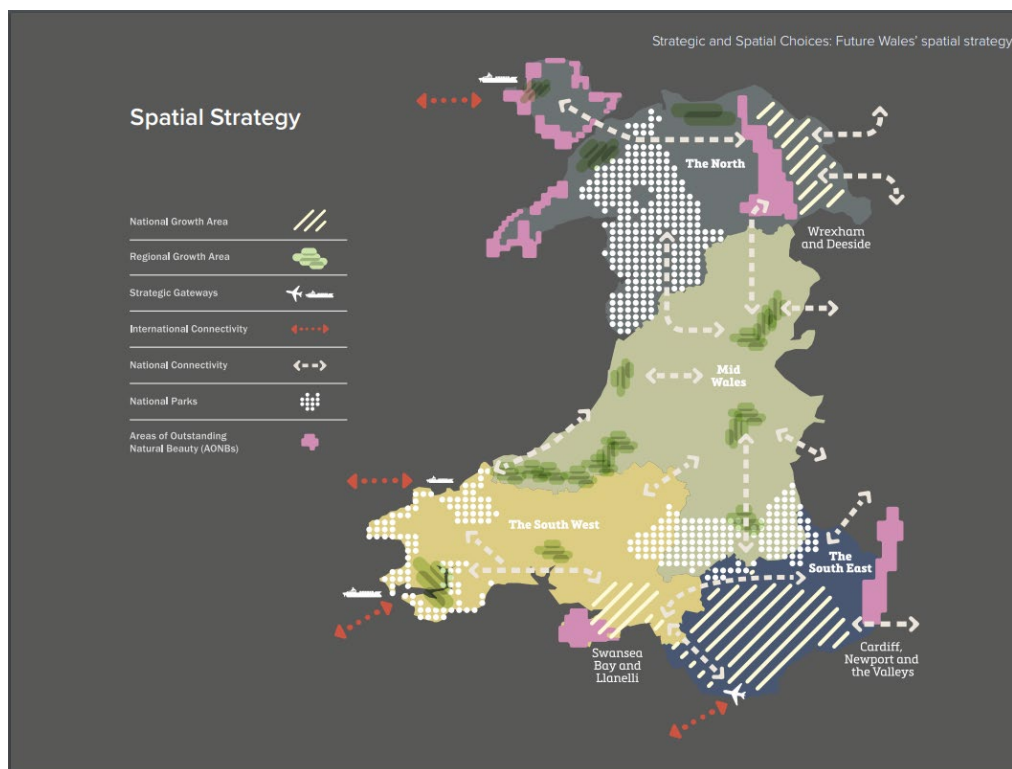 Strategic and Spatial Choices: Future Wales' spatial strategy
Spatial Strategy
National Growth Area
Regional Growth Area
Strategic Gateways
International Connectivity
National Connectivity
National Parks
Areas of Outstanding
Natural Beauty (AONBs)
The North
Wrexham
and Deeside
Mid
Wales
The South West
The
South East
Swansea
Bay and
Llanelli
Cardiff,
Newport and
the Valleys